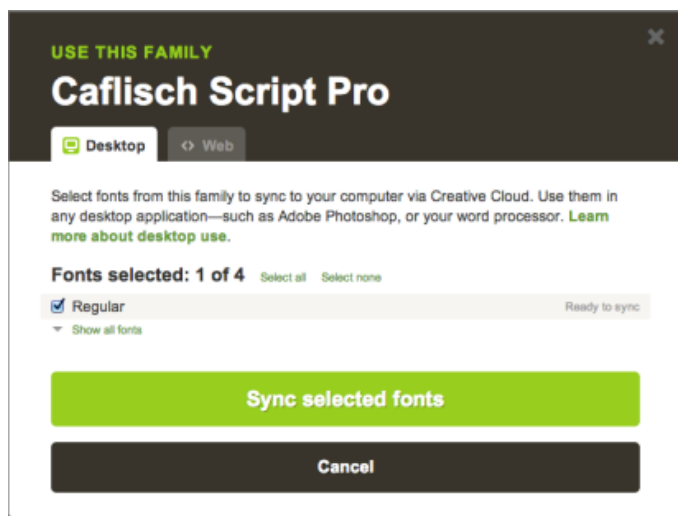 USE THIS FAMILY
Caflisch Script Pro
Desktop
<> Web
Select fonts from this family to sync to your computer via Creative Cloud. Use them in
any desktop application—such as Adobe Photoshop, or your word processor. Learn
more about desktop use.
Fonts selected: 1 of 4 Select all Select none
Regular Ready to sync
Show all fonts
Sync selected fonts
Cancel